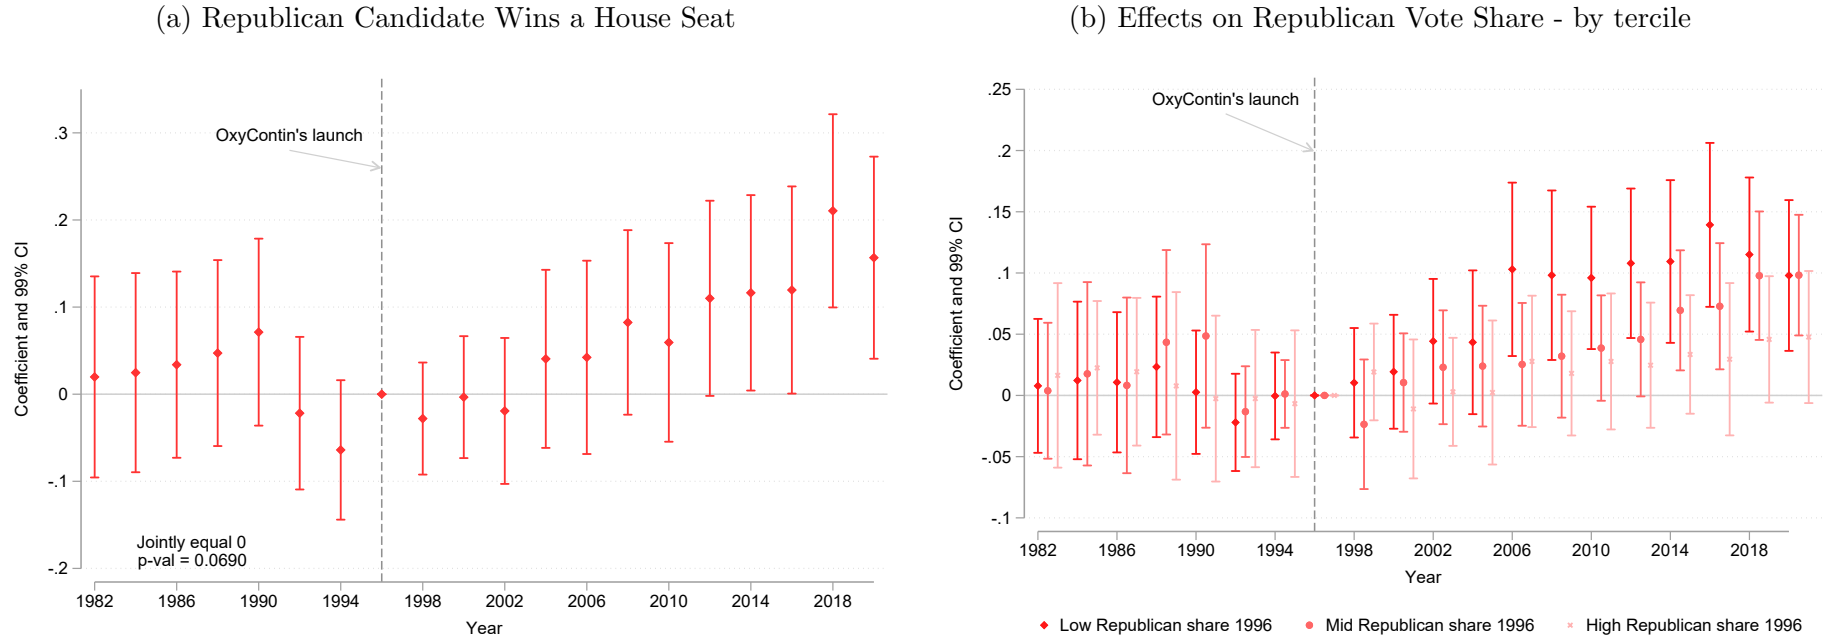 (a) Republican Candidate Wins a House Seat
Coefficient and 99% CI
.3
.2
.1
0
-.1
-.2
OxyContin's launch
Jointly equal 0
p-val = 0.0690
1982 1986 1990 1994 1998 2002 2006 2010 2014 2018
Year
(b) Effects on Republican Vote Share - by tercile
Coefficient and 99% CI
.25
.2
.15
.1
.05
0
-.05
-.1
OxyContin's launch
1982 1986 1990 1994 1998 2002 2006 2010 2014 2018
Year
Low Republican share 1996 Mid Republican share 1996 High Republican share 1996